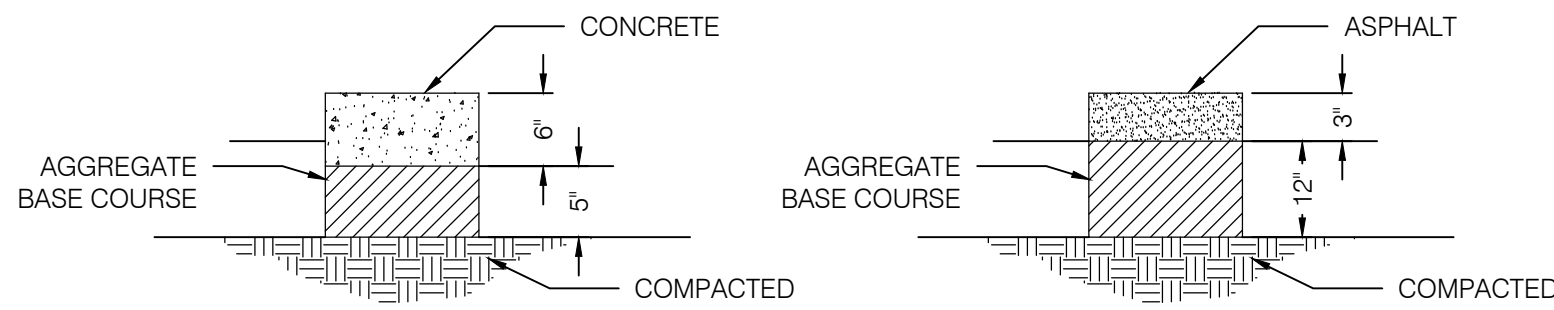 CONCRETE
6"
AGGREGATE
BASE COURSE
5"
COMPACTED
ASPHALT
3"
AGGREGATE
BASE COURSE
12"
COMPACTED